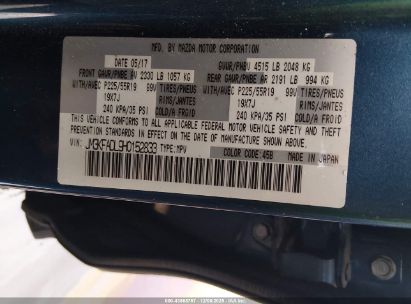 MFD. BY MAZDA MOTOR CORPORATION
DATE 05/17 GVWR/PNBV 4515 LB 2048 KG
FRONT GAWR/PNBE AV 2330 LB 1057 KG REAR GAWR/PNBE AR 2191 LB 994 KG
P225/55R19 99V TIRES/PNEUS P225/55R19 99V TIRES/PNEUS
19X7J RIMS/JANTES 19X7J RIMS/JANTES
240 KPA/35 PSI COLD/A FROID 240 KPA/35 PSI COLD/A FROID
THIS VEHICLE CONFORMS TO ALL APPLICABLE FEDERAL MOTOR VEHICLE
SAFETY, BUMPER, AND THEFT PREVENTION STANDARDS IN EFFECT ON
THE DATE OF MANUFACTURE SHOWN ABOVE.
JM3KFADL9H0152833 TYPE:MPV COLOR CODE:45B MADE IN JAPAN